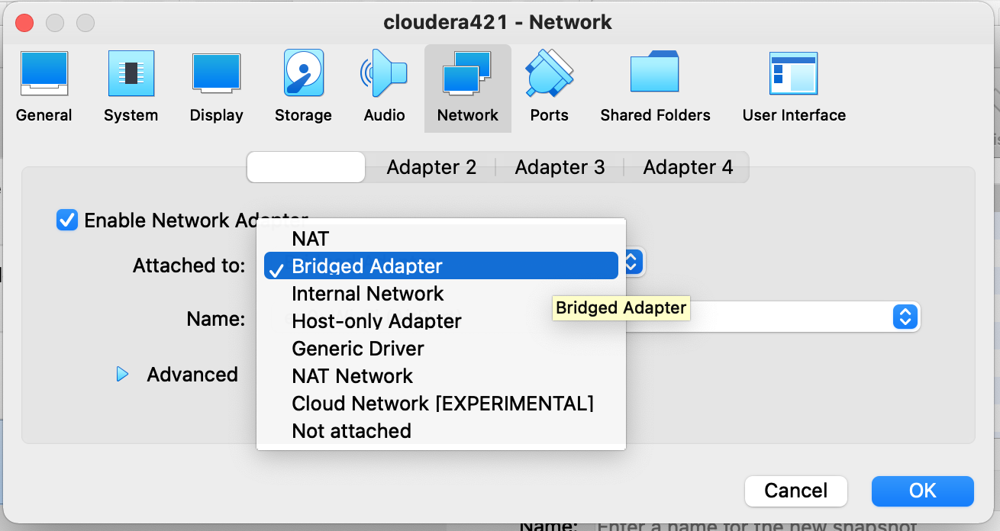 cloudera421 - Network
General System Display Storage Audio Network Ports Shared Folders User Interface
Adapter 2 Adapter 3 Adapter 4
Enable Network Adapter
NAT
Attached to:
Bridged Adapter
Internal Network
Bridged Adapter
Name:
Host-only Adapter
Generic Driver
Advanced
NAT Network
Cloud Network [EXPERIMENTAL]
Not attached
Cancel OK
Name: Enter a name for the new snapshot